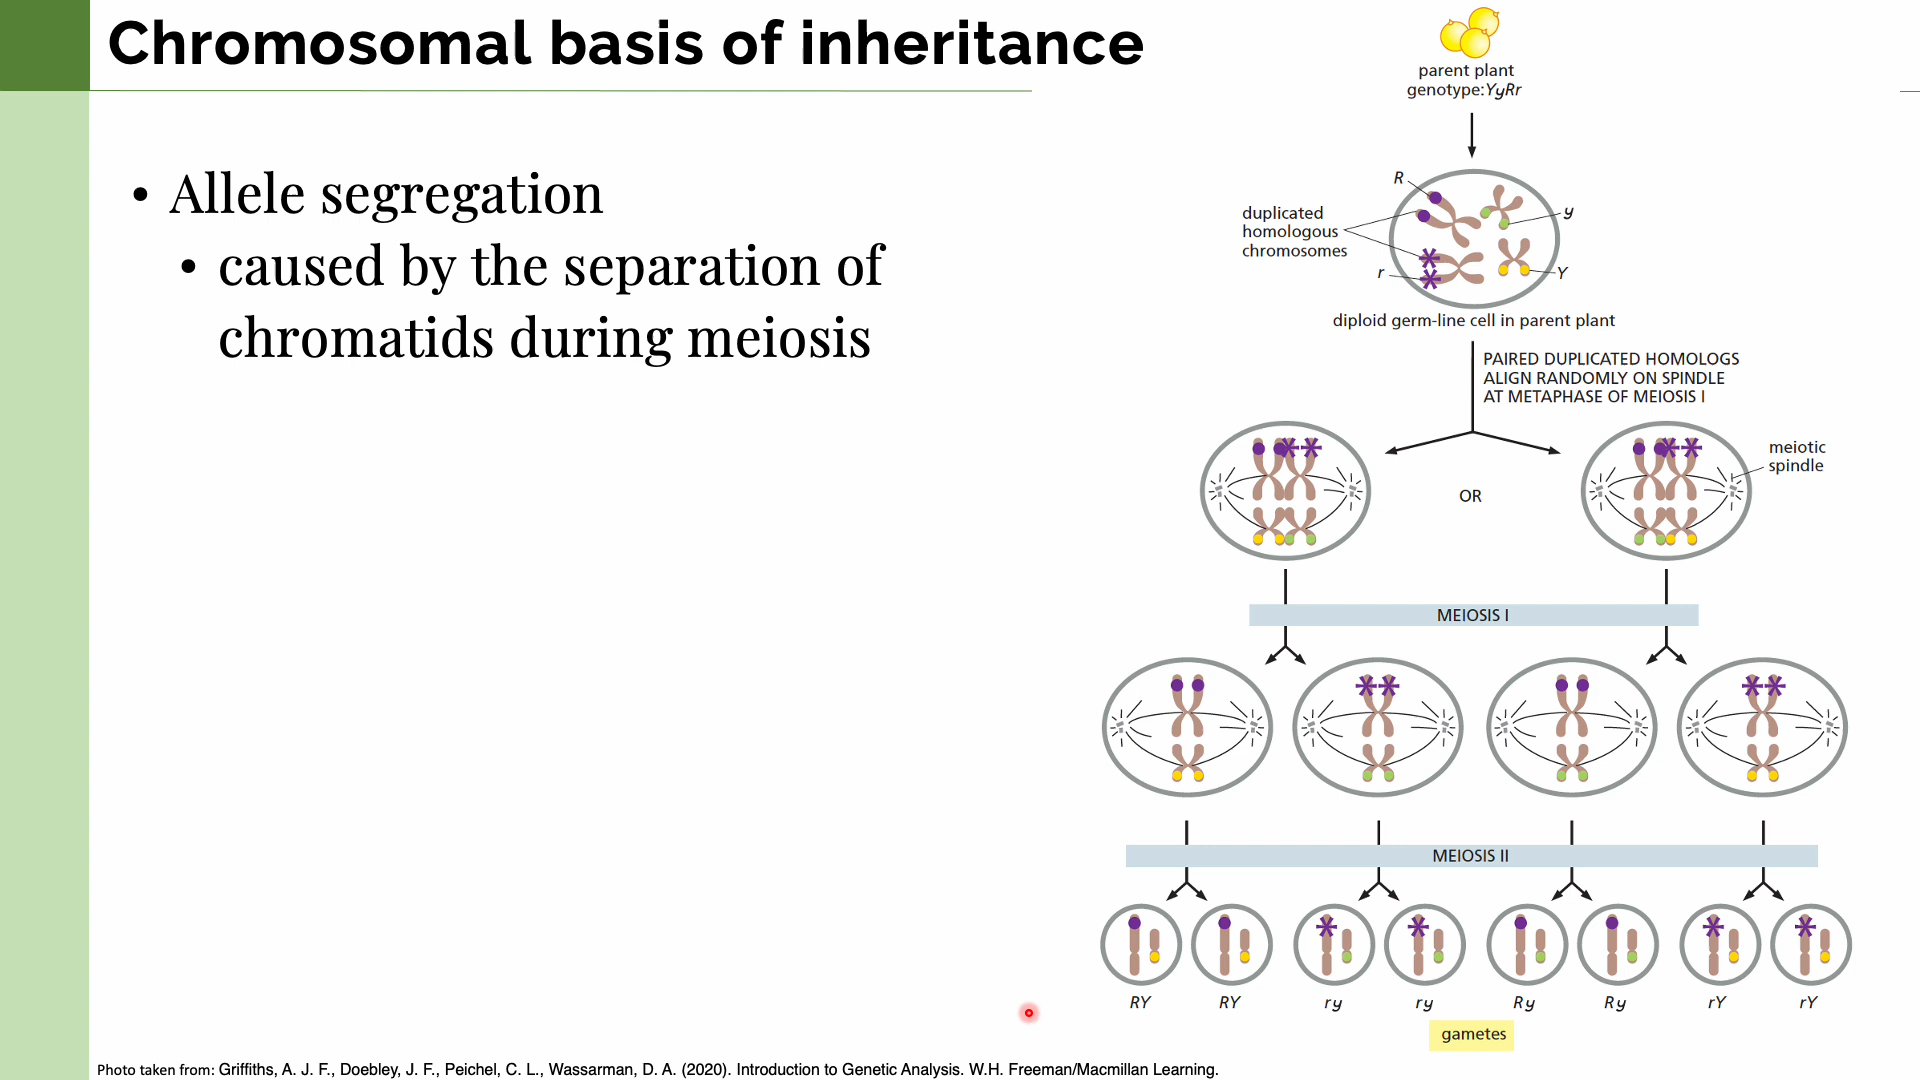 Chromosomal basis of inheritance
• Allele segregation
• caused by the separation of
chromatids during meiosis
parent plant
genotype:YyRr
R
y
duplicated
homologous
chromosomes
r
Y
diploid germ-line cell in parent plant
PAIRED DUPLICATED HOMOLOGS
ALIGN RANDOMLY ON SPINDLE
AT METAPHASE OF MEIOSIS I
meiotic
spindle
OR
MEIOSIS I
MEIOSIS II
RY RY ry ry Ry Ry rY rY
gametes
Photo taken from: Griffiths, A. J. F., Doebley, J. F., Peichel, C. L., Wassarman, D. A. (2020). Introduction to Genetic Analysis. W.H. Freeman/Macmillan Learning.